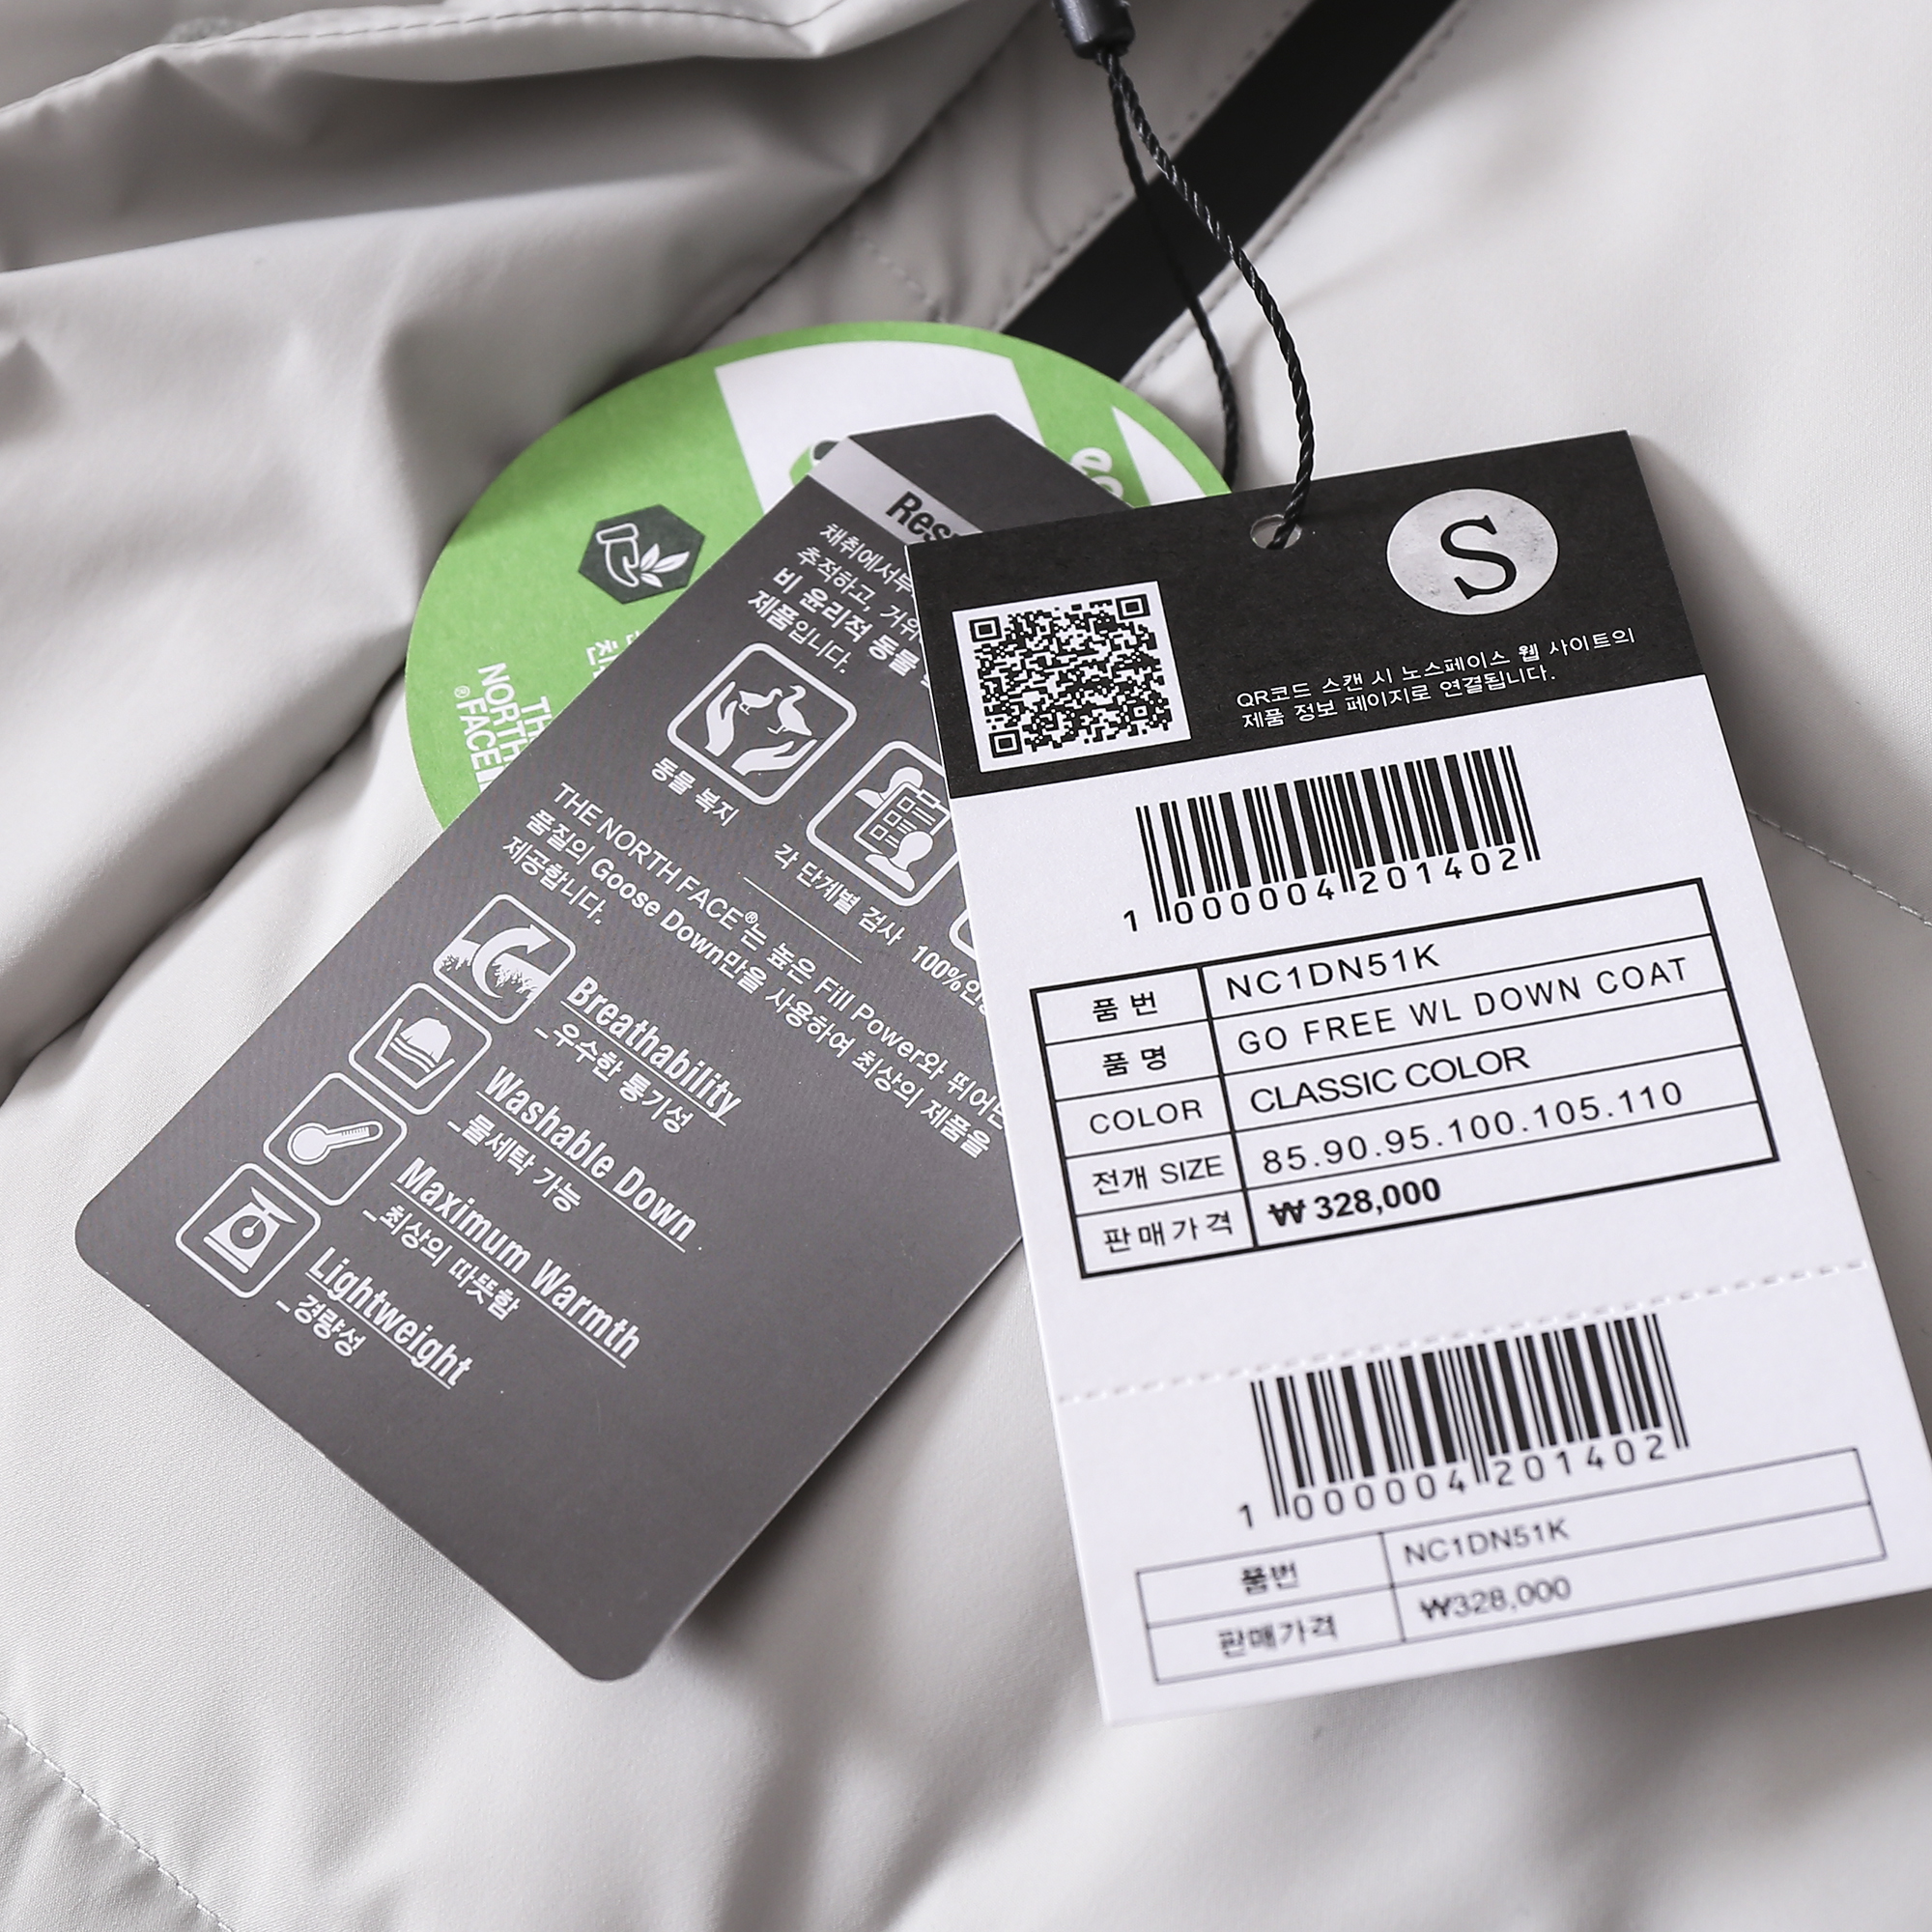 S
QR코드 스캔 시 노스페이스 웹 사이트의
제품 정보 페이지로 연결됩니다.
1 000004 201402
품 번 NC1DN51K
품 명 GO FREE WL DOWN COAT
COLOR CLASSIC COLOR
전개 SIZE 85.90.95.100.105.110
판매가격 ₩ 328,000
1 000004 201402
품번 NC1DN51K
판매가격 ₩328,000
채취에서부
추적하고, 거위
비 윤리적 동물
제품입니다.
동물 복지
각 단계별 검사
100%인증
THE NORTH FACE®는 높은 Fill Power와 뛰어난
품질의 Goose Down만을 사용하여 최상의 제품을
제공합니다.
Breathability
_우수한 통기성
Washable Down
_물세탁 가능
Maximum Warmth
_최상의 따뜻함
Lightweight
_경량성
THE
NORTH
FACE®